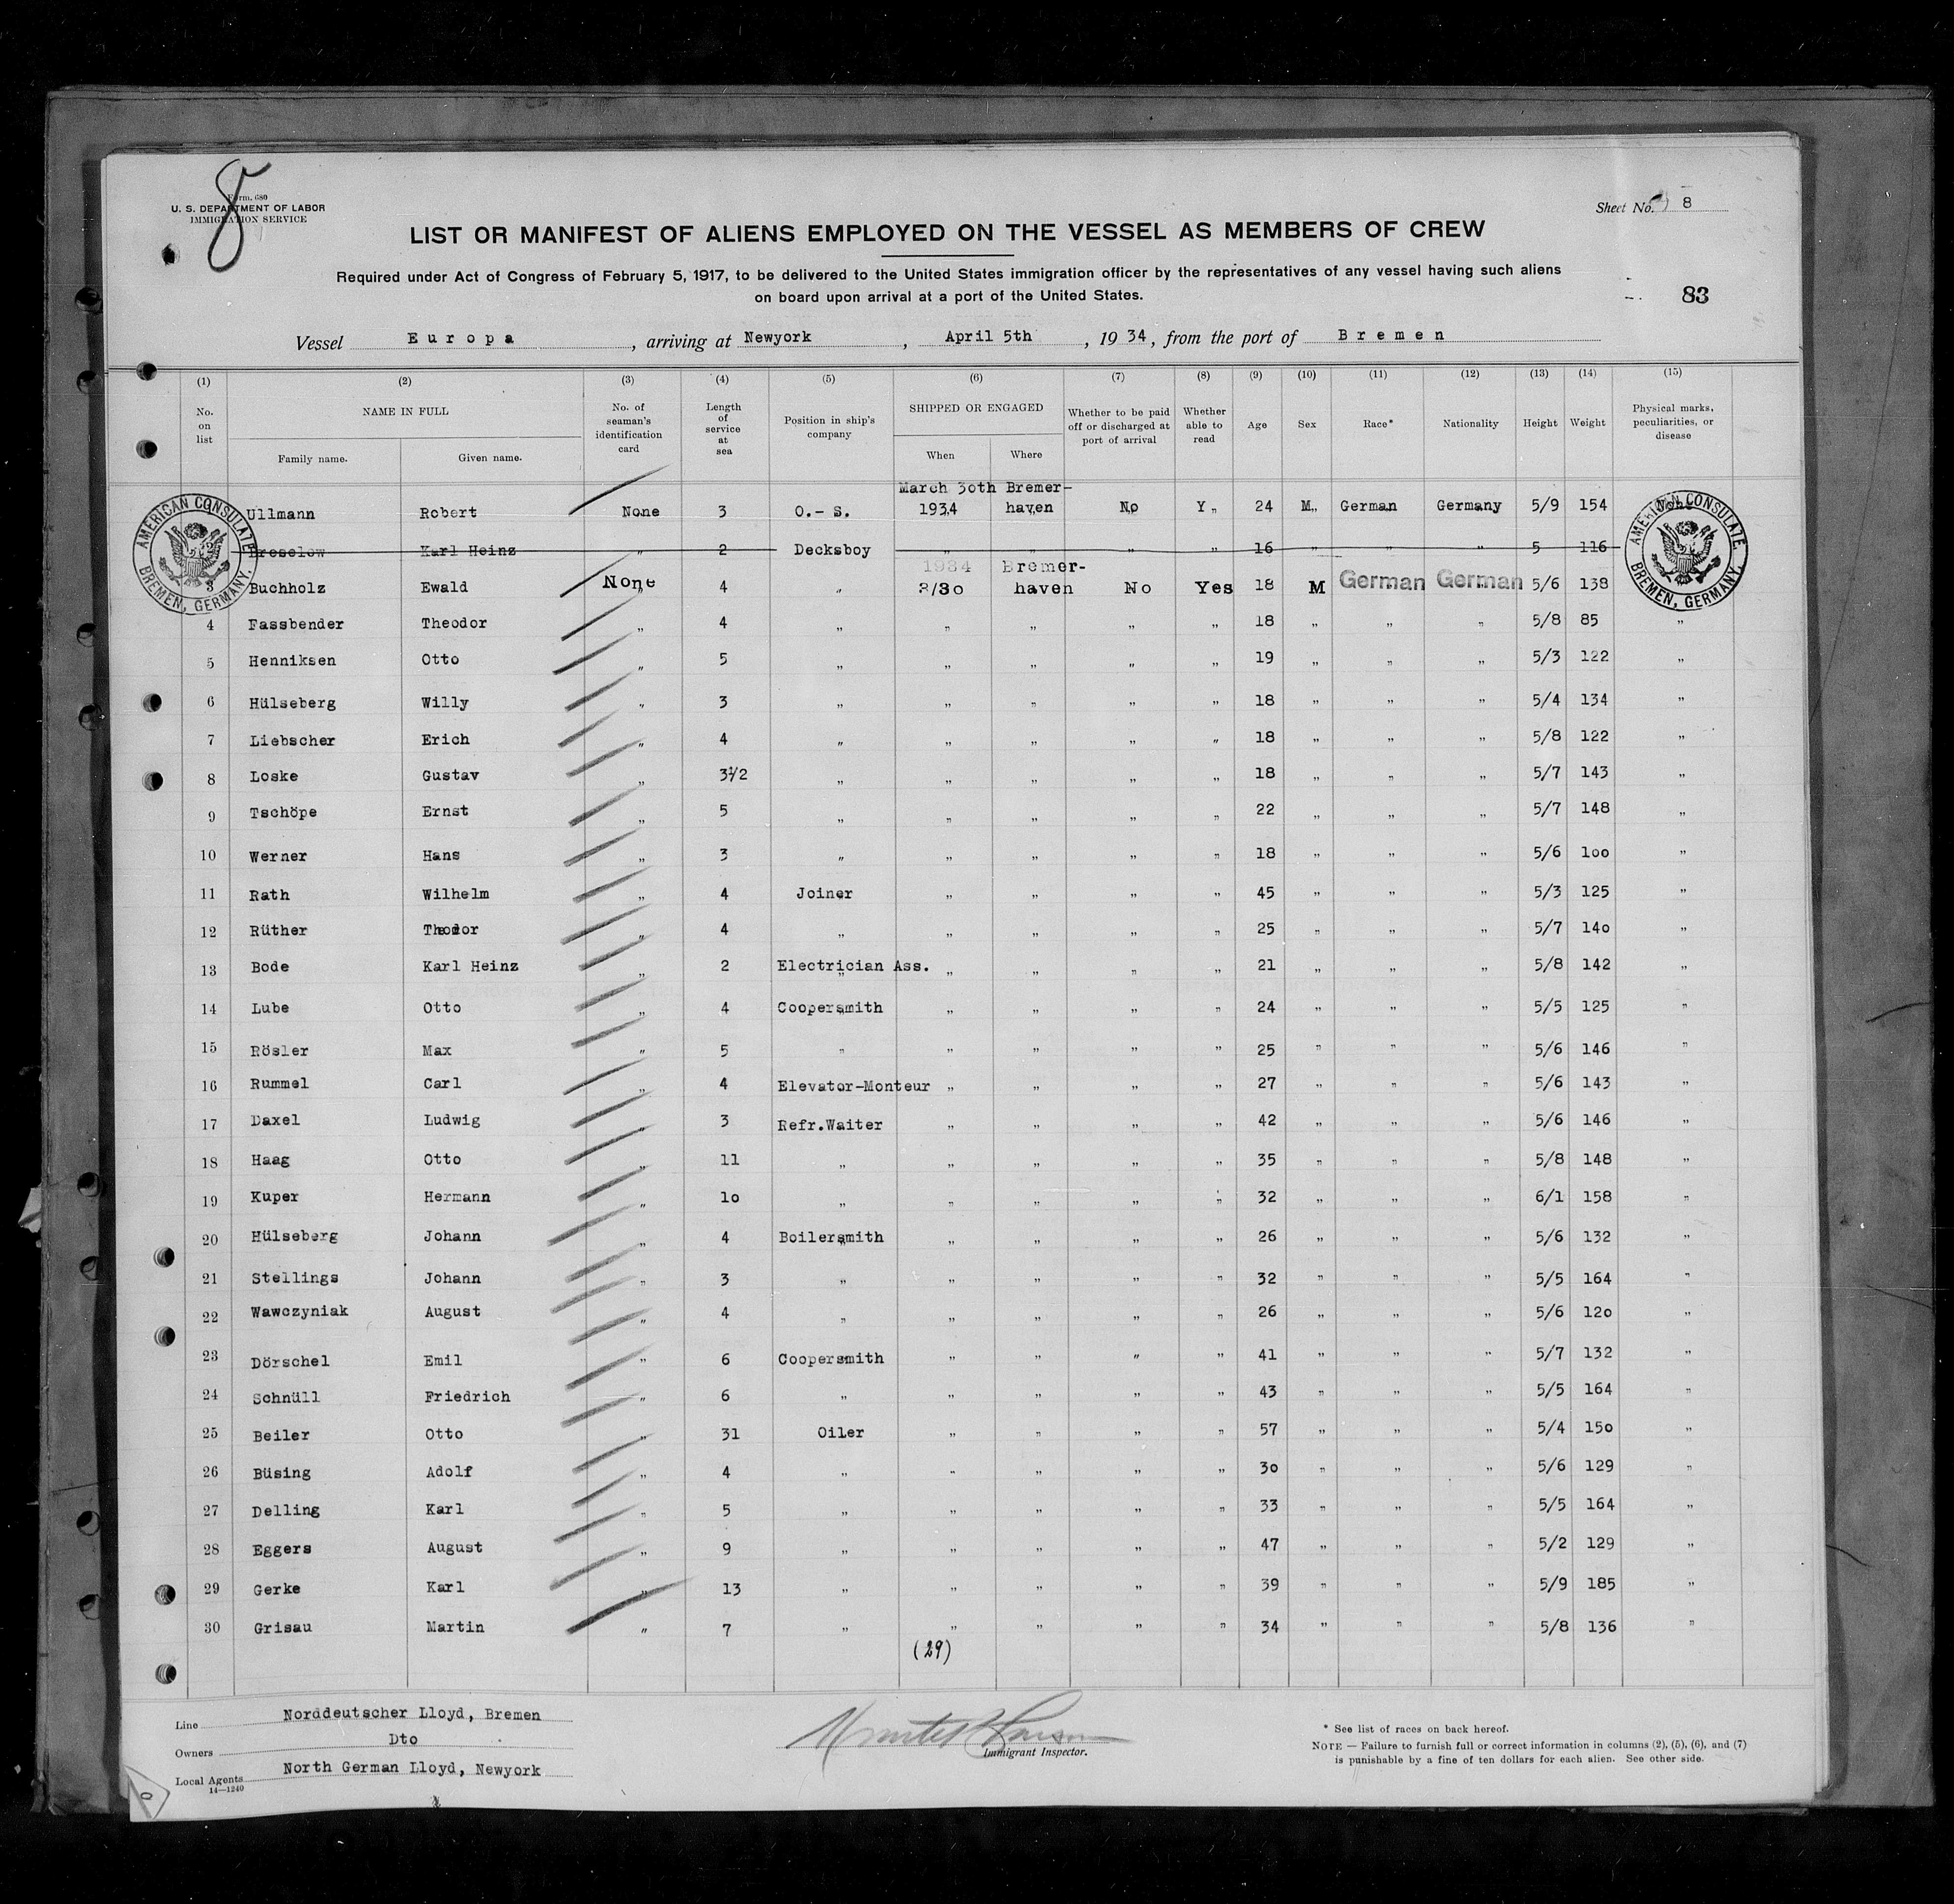 8
Form. 680
U. S. DEPARTMENT OF LABOR
IMMIGRATION SERVICE
Sheet No. 8
LIST OR MANIFEST OF ALIENS EMPLOYED ON THE VESSEL AS MEMBERS OF CREW
Required under Act of Congress of February 5, 1917, to be delivered to the United States immigration officer by the representatives of any vessel having such aliens
on board upon arrival at a port of the United States.
83
Vessel Europa, arriving at Newyork, April 5th, 1934, from the port of Bremen
(1) (2) (3) (4) (5) (6) (7) (8) (9) (10) (11) (12) (13) (14) (15)
No. on list NAME IN FULL Family name. Given name. No. of seaman's identification card Length of service at sea Position in ship's company SHIPPED OR ENGAGED When Where Whether to be paid off or discharged at port of arrival Whether able to read Age Sex Race* Nationality Height Weight Physical marks, peculiarities, or disease
AMERICAN CONSULATE BREMEN, GERMANY.
AMERICAN CONSULATE BREMEN, GERMANY.
March 30th Bremer-
Ullmann Robert None 3 O.- S. 1934 haven No Y„ 24 M„ German Germany 5/9 154
Breselow Karl Heinz „ 2 Decksboy „ „ „ „ 16 „ „ „ 5 116
1934 Bremer-
3 Buchholz Ewald None 4 „ 3/30 haven No Yes 18 M German German 5/6 138
4 Fassbender Theodor „ 4 „ „ „ „ „ 18 „ „ „ 5/8 85 „
5 Henniksen Otto „ 5 „ „ „ „ „ 19 „ „ „ 5/3 122 „
6 Hülseberg Willy „ 3 „ „ „ „ „ 18 „ „ „ 5/4 134 „
7 Liebscher Erich „ 4 „ „ „ „ „ 18 „ „ „ 5/8 122 „
8 Loske Gustav „ 3½ „ „ „ „ „ 18 „ „ „ 5/7 143 „
9 Tschöpe Ernst „ 5 „ „ „ „ „ 22 „ „ „ 5/7 148 „
10 Werner Hans „ 3 „ „ „ „ „ 18 „ „ „ 5/6 100 „
11 Rath Wilhelm „ 4 Joiner „ „ „ „ 45 „ „ „ 5/3 125 „
12 Rüther Theodor „ 4 „ „ „ „ „ 25 „ „ „ 5/7 140 „
13 Bode Karl Heinz „ 2 Electrician Ass. „ „ „ „ 21 „ „ „ 5/8 142 „
14 Lube Otto „ 4 Coopersmith „ „ „ „ 24 „ „ „ 5/5 125 „
15 Rösler Max „ 5 „ „ „ „ „ 25 „ „ „ 5/6 146 „
16 Rummel Carl „ 4 Elevator-Monteur „ „ „ „ 27 „ „ „ 5/6 143 „
17 Daxel Ludwig „ 3 Refr.Waiter „ „ „ „ 42 „ „ „ 5/6 146 „
18 Haag Otto „ 11 „ „ „ „ „ 35 „ „ „ 5/8 148 „
19 Kuper Hermann „ 10 „ „ „ „ „ 32 „ „ „ 6/1 158 „
20 Hülseberg Johann „ 4 Boilersmith „ „ „ „ 26 „ „ „ 5/6 132 „
21 Stellings Johann „ 3 „ „ „ „ „ 32 „ „ „ 5/5 164 „
22 Wawczyniak August „ 4 „ „ „ „ „ 26 „ „ „ 5/6 120 „
23 Dörschel Emil „ 6 Coopersmith „ „ „ „ 41 „ „ „ 5/7 132 „
24 Schnüll Friedrich „ 6 „ „ „ „ „ 43 „ „ „ 5/5 164 „
25 Beiler Otto „ 31 Oiler „ „ „ „ 57 „ „ „ 5/4 150 „
26 Büsing Adolf „ 4 „ „ „ „ „ 30 „ „ „ 5/6 129 „
27 Delling Karl „ 5 „ „ „ „ „ 33 „ „ „ 5/5 164 „
28 Eggers August „ 9 „ „ „ „ „ 47 „ „ „ 5/2 129 „
29 Gerke Karl „ 13 „ „ „ „ „ 39 „ „ „ 5/9 185 „
30 Grisau Martin „ 7 „ „ „ „ „ 34 „ „ „ 5/8 136 „
(29)
Line Norddeutscher Lloyd, Bremen
Owners Dto
Local Agents North German Lloyd, Newyork
14—1240
Immigrant Inspector.
* See list of races on back hereof.
NOTE — Failure to furnish full or correct information in columns (2), (5), (6), and (7)
is punishable by a fine of ten dollars for each alien. See other side.